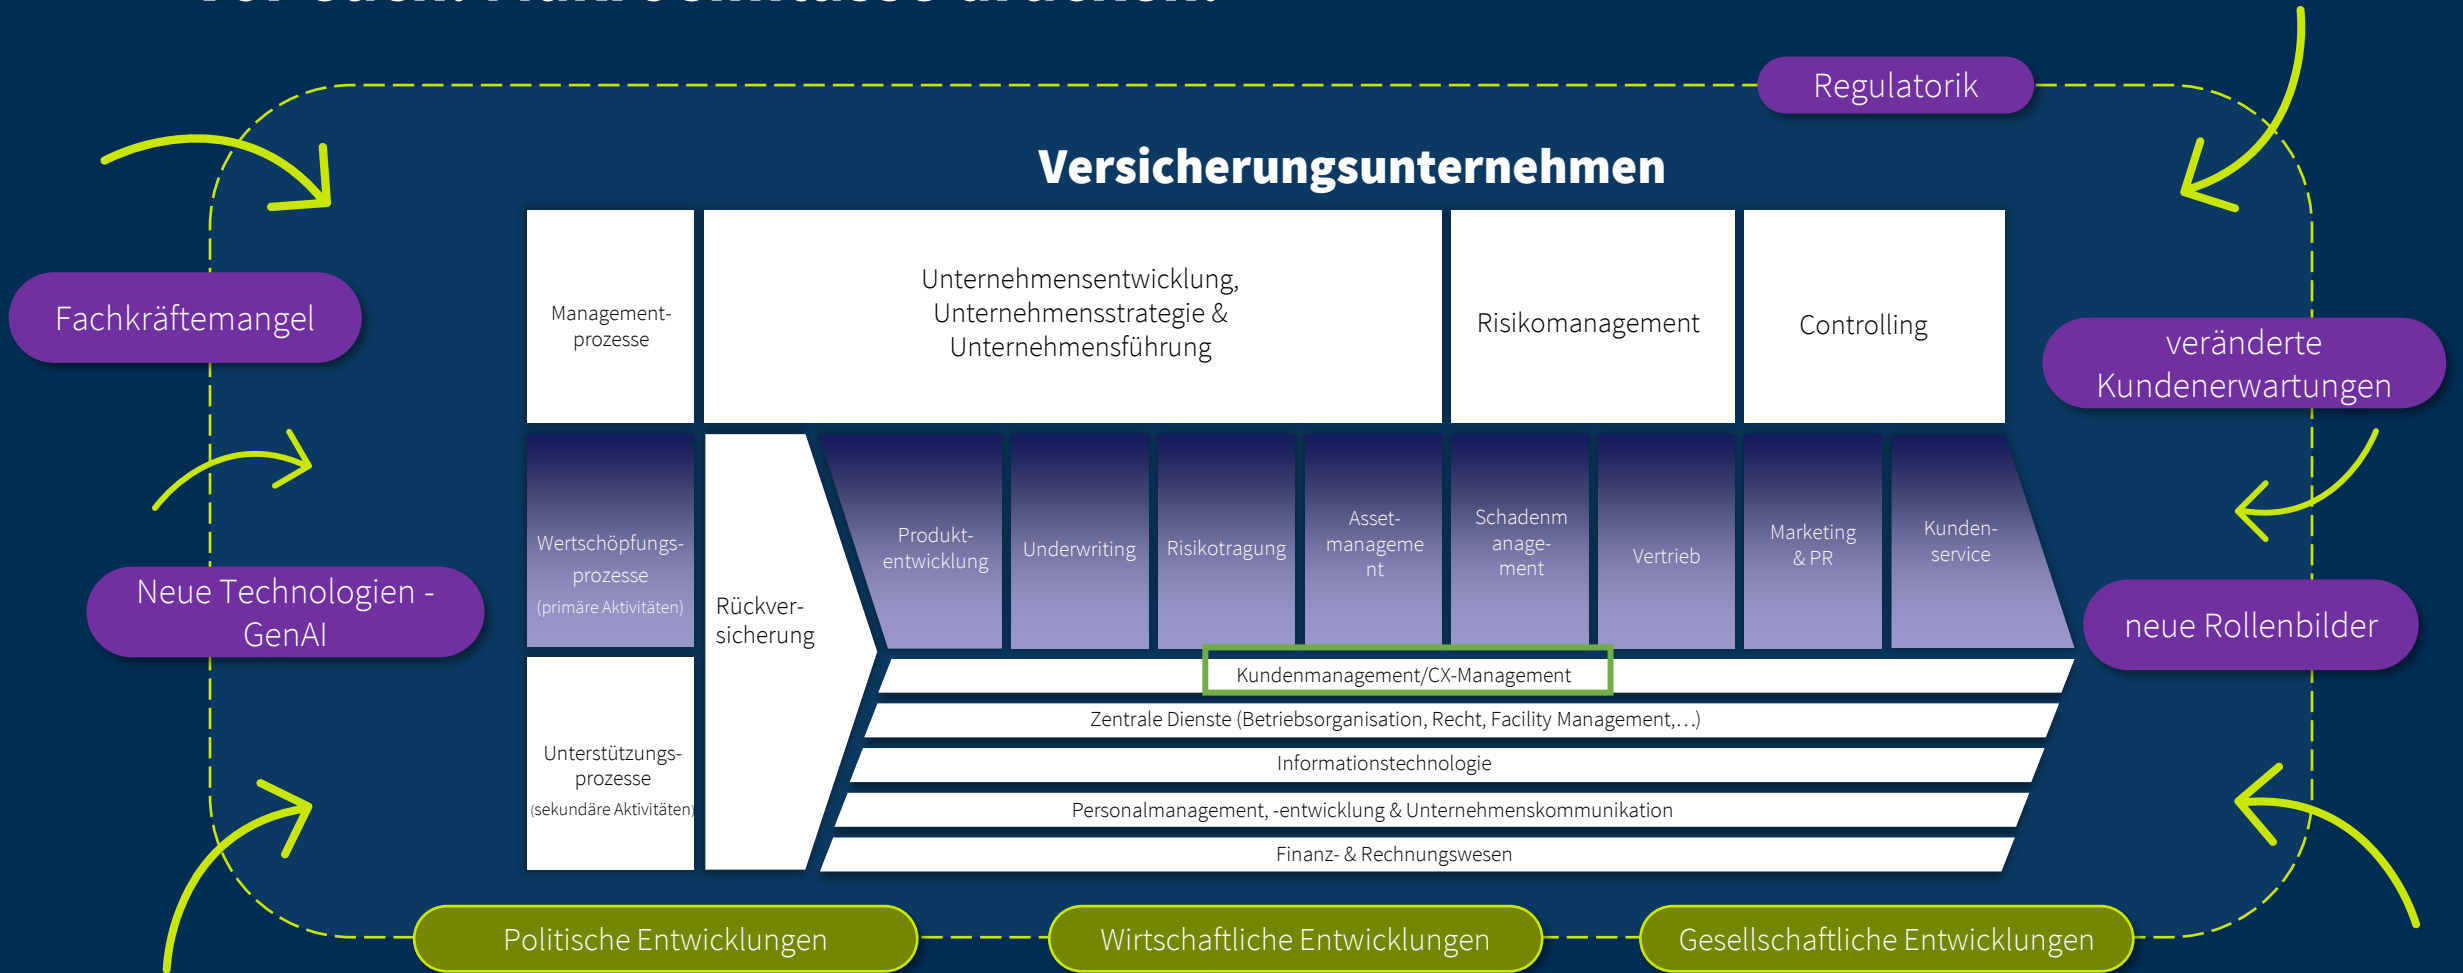 Regulatorik
Versicherungsunternehmen
Fachkräftemangel
Management-
prozesse
Unternehmensentwicklung,
Unternehmensstrategie &
Unternehmensführung
Risikomanagement
Controlling
veränderte
Kundenerwartungen
Wertschöpfungs-
prozesse
(primäre Aktivitäten)
Rückver-
sicherung
Produkt-
entwicklung
Underwriting
Risikotragung
Asset-
manageme
nt
Schadenm
anage-
ment
Vertrieb
Marketing
& PR
Kunden-
service
Neue Technologien -
GenAI
neue Rollenbilder
Unterstützungs-
prozesse
(sekundäre Aktivitäten)
Kundenmanagement/CX-Management
Zentrale Dienste (Betriebsorganisation, Recht, Facility Management,…)
Informationstechnologie
Personalmanagement, -entwicklung & Unternehmenskommunikation
Finanz- & Rechnungswesen
Politische Entwicklungen
Wirtschaftliche Entwicklungen
Gesellschaftliche Entwicklungen